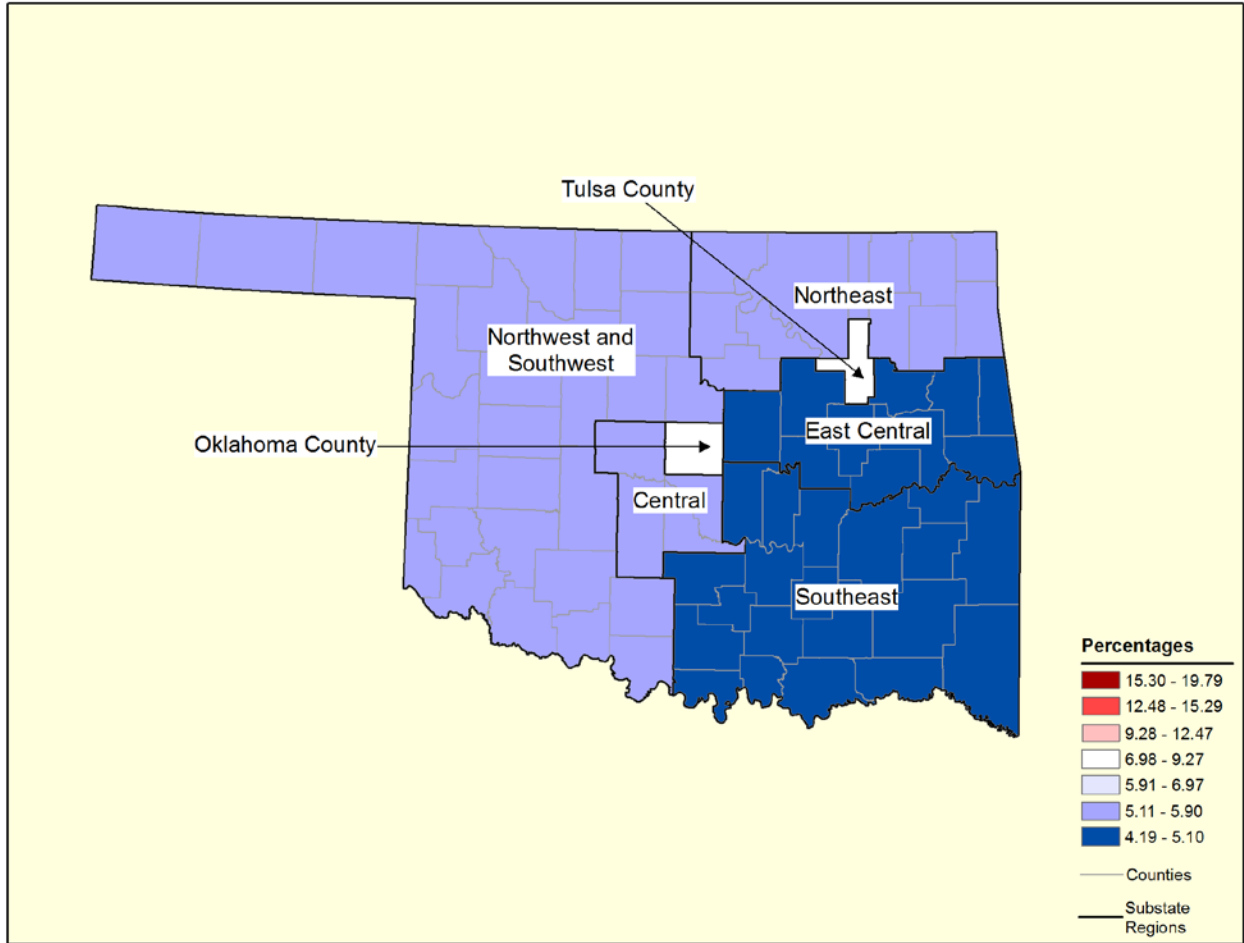 Tulsa County
Northeast
Northwest and
Southwest
East Central
Oklahoma County
Central
Southeast
Percentages
15.30 - 19.79
12.48 - 15.29
9.28 - 12.47
6.98 - 9.27
5.91 - 6.97
5.11 - 5.90
4.19 - 5.10
Counties
Substate
Regions